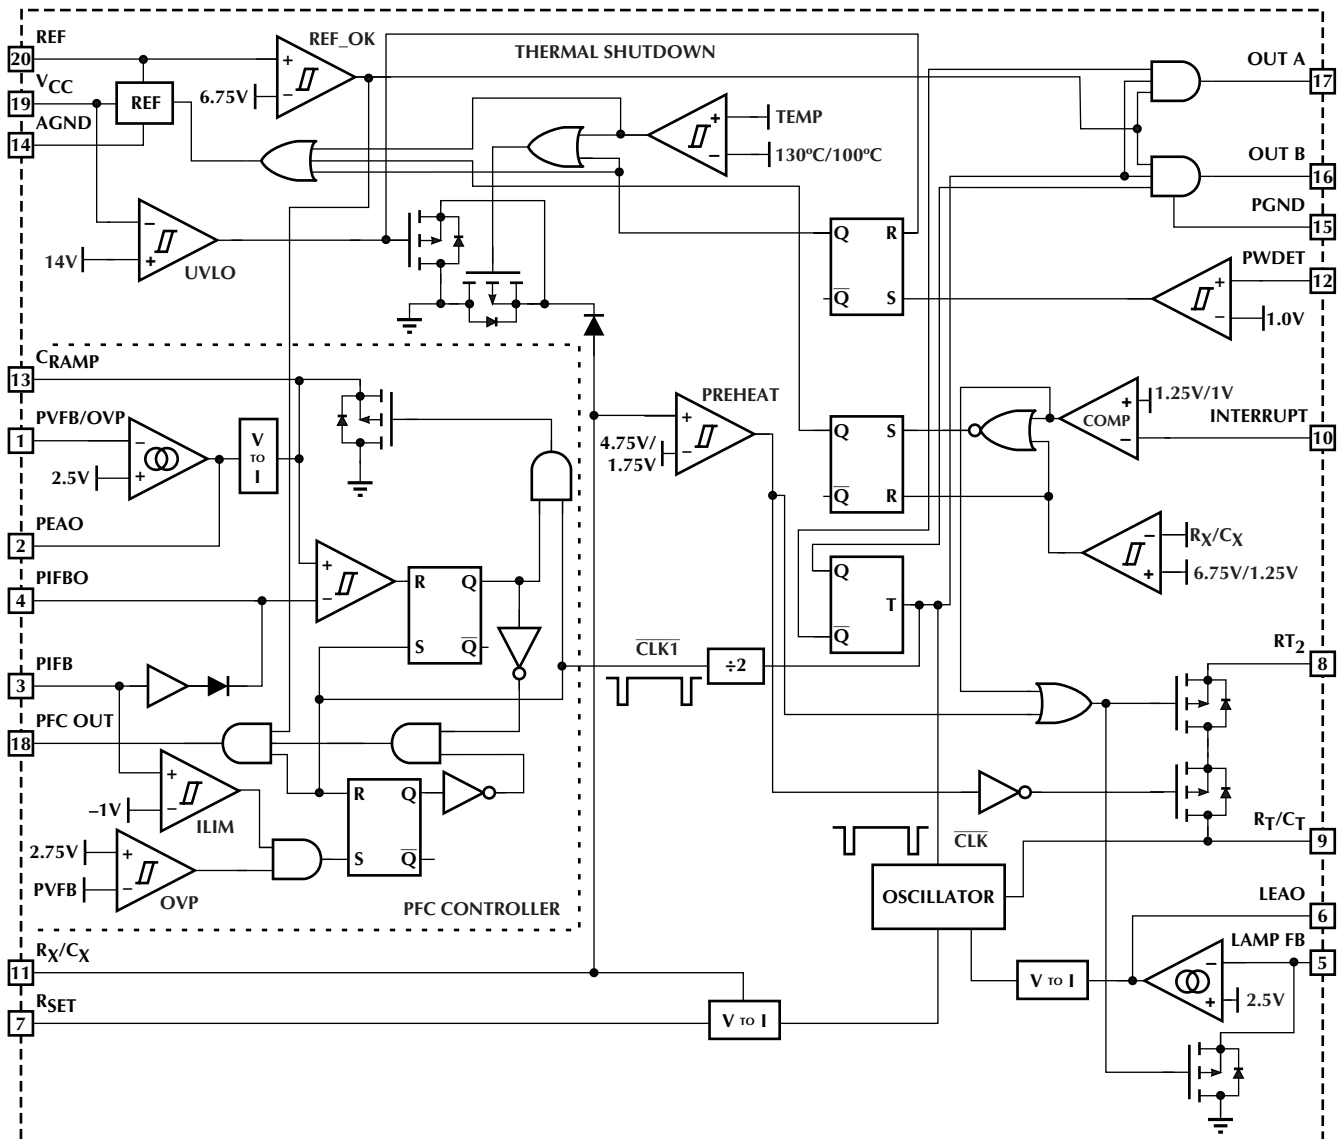 REF
20
REF_OK
THERMAL SHUTDOWN
OUT A
17
+
−
6.75V
VCC
19
REF
AGND
14
+
TEMP
−
130ºC/100ºC
OUT B
16
PGND
15
−
+
14V
UVLO
Q R
Q S
PWDET
12
+
−
1.0V
CRAMP
13
PVFB/OVP
1
−
+
2.5V
V
TO
I
PEAO
2
PREHEAT
+
−
4.75V/
1.75V
Q S
Q R
+
COMP
−
1.25V/1V
INTERRUPT
10
−
RX/CX
+
6.75V/1.25V
PIFBO
4
+
−
R Q
S Q
Q
T
Q
CLK1
÷2
PIFB
3
PFC OUT
18
RT2
8
+
−
−1V
ILIM
R Q
S Q
2.75V
+
PVFB
−
OVP
PFC CONTROLLER
CLK
RT/CT
9
OSCILLATOR
LEAO
6
LAMP FB
5
−
+
2.5V
V TO I
RX/CX
11
RSET
7
V TO I